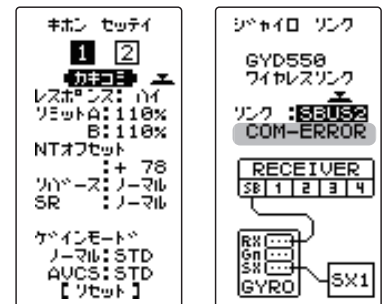 キホン セッテイ
1 2
カキコミ
レスポンス: ハイ
リミットA:110%
B:110%
NTオフセット
:+ 78
リバース:ノーマル
SR :ノーマル
ゲインモード
ノーマル:STD
AVCS:STD
[リセット]
ジャイロ リンク
GYD550
ワイヤレスリンク
リンク :SBUS2
COM-ERROR
RECEIVER
SB 1 2 3 4
RX
Gn
SX
GYRO
SX1